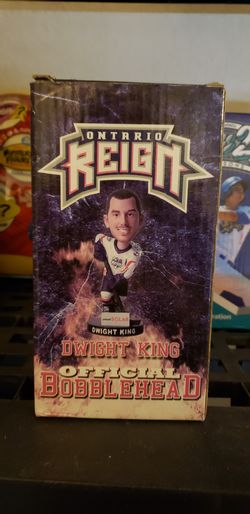 ONTARIO
REIGN
DWIGHT KING
DWIGHT KING
OFFICIAL
BOBBLEHEAD